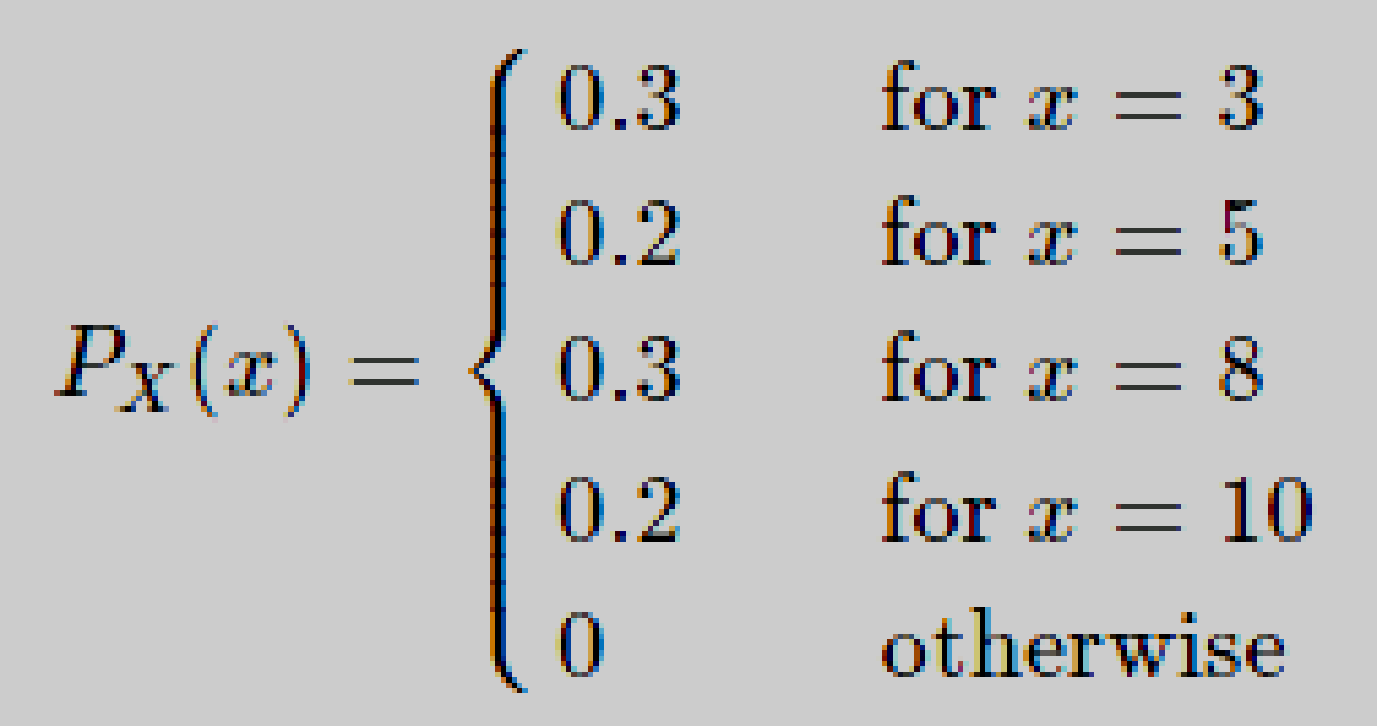 0.3 for x = 3
0.2 for x = 5
P_X(x) = { 0.3 for x = 8
0.2 for x = 10
0 otherwise